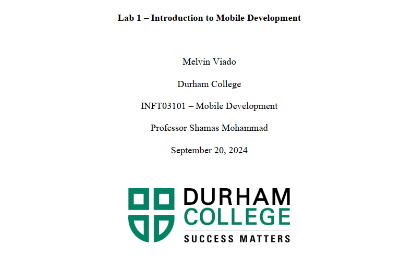 Lab 1 – Introduction to Mobile Development
Melvin Viado
Durham College
INFT03101 – Mobile Development
Professor Shamas Mohammad
September 20, 2024
DURHAM
COLLEGE
SUCCESS MATTERS